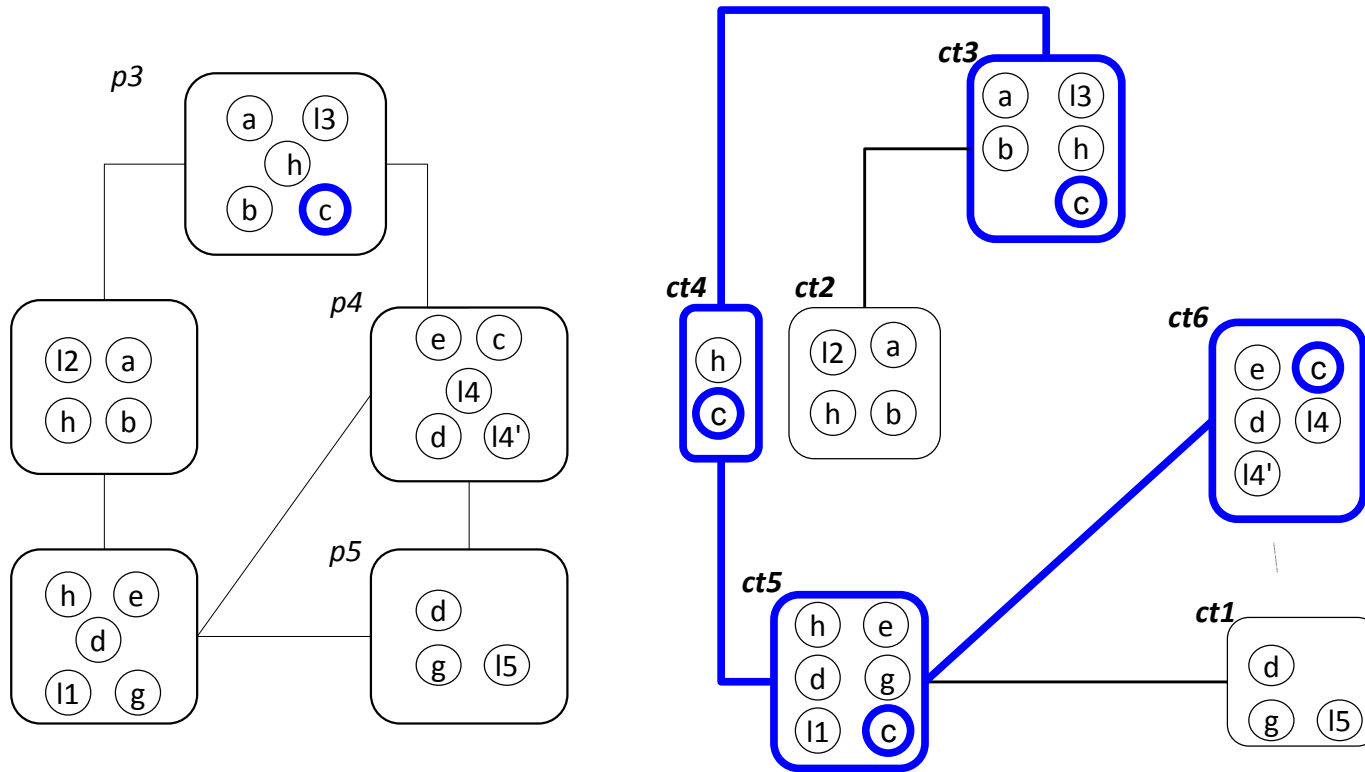 p3
a l3
h
b c
l2 a
h b
p4
e c
l4
d l4'
h e
d
l1 g
p5
d
g l5
ct3
a l3
b h
c
ct4
h
c
ct2
l2 a
h b
ct6
e c
d l4
l4'
ct5
h e
d g
l1 c
ct1
d
g l5